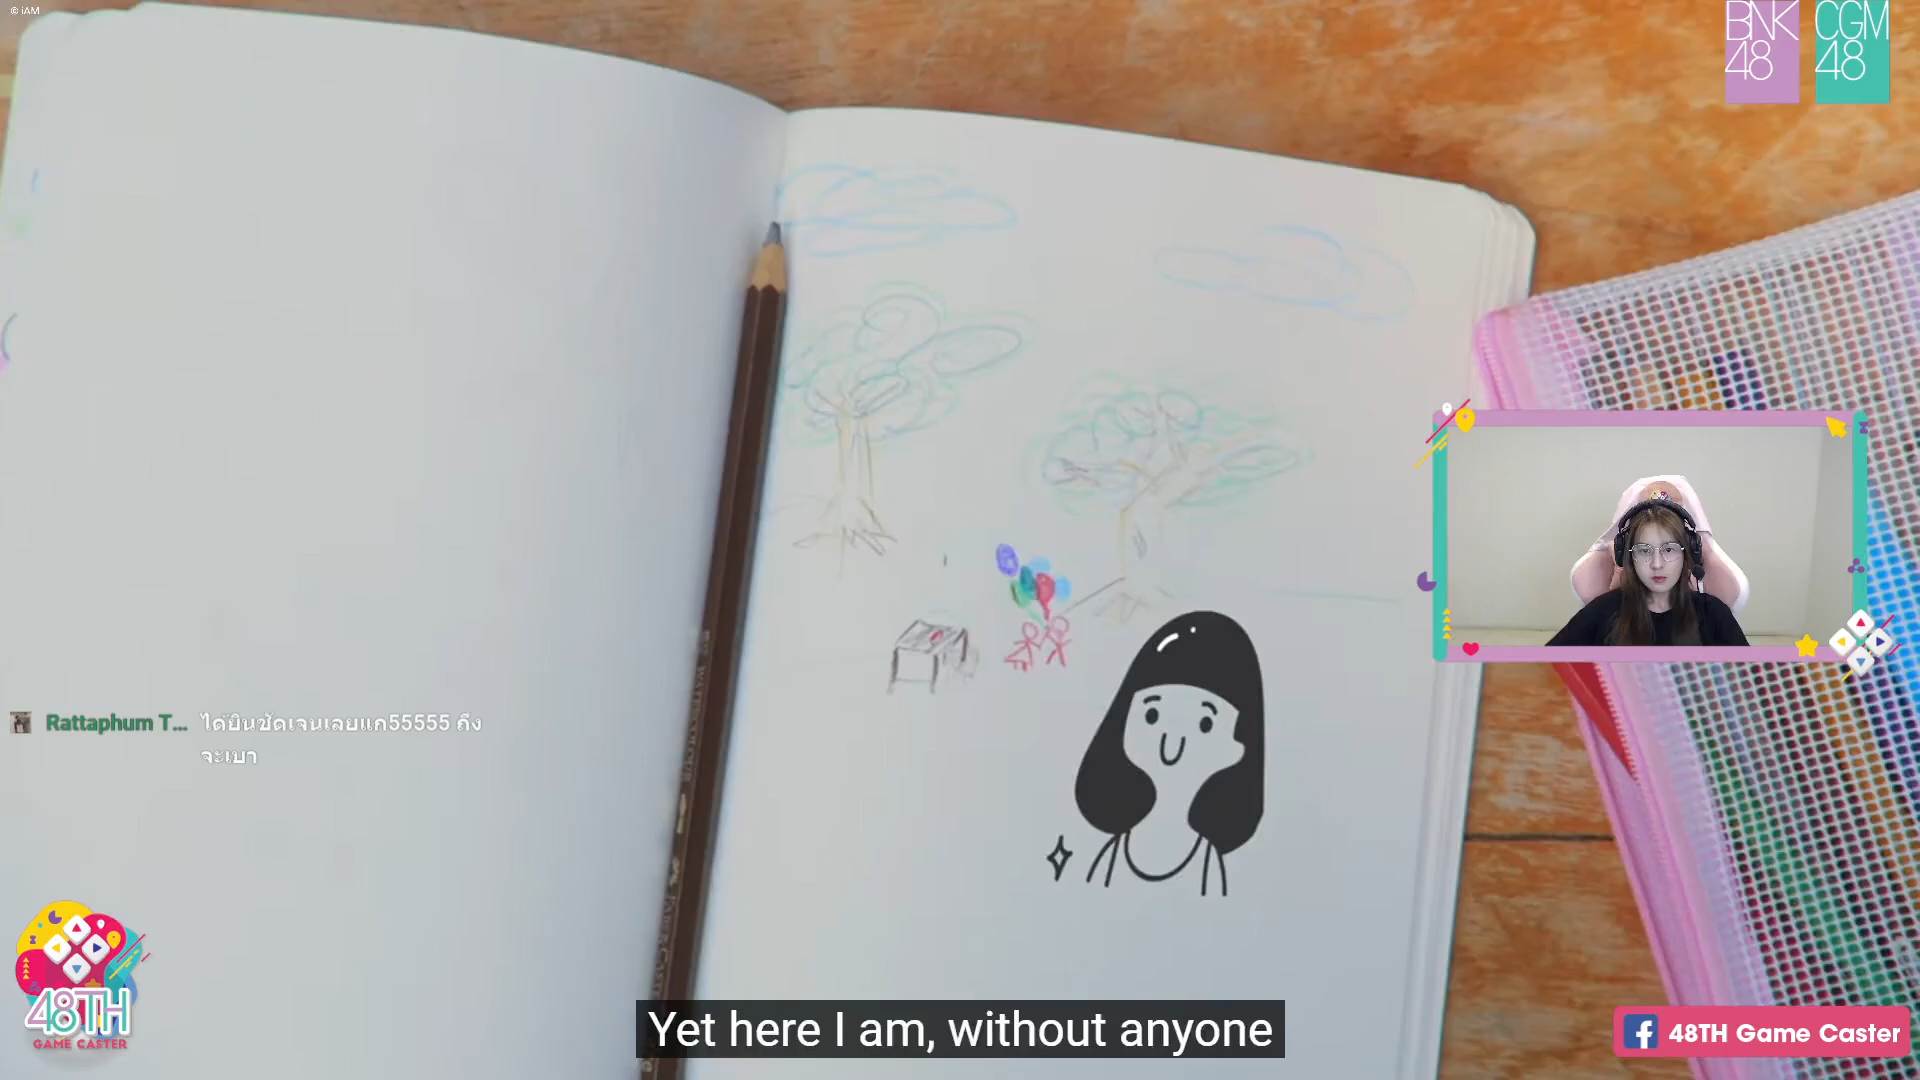 © iAM
BNK
48
CGM
48
Rattaphum T... ได้ยินชัดเจนเลยแก55555 ถึง
จะเบา
48TH
GAME CASTER
Yet here I am, without anyone
48TH Game Caster